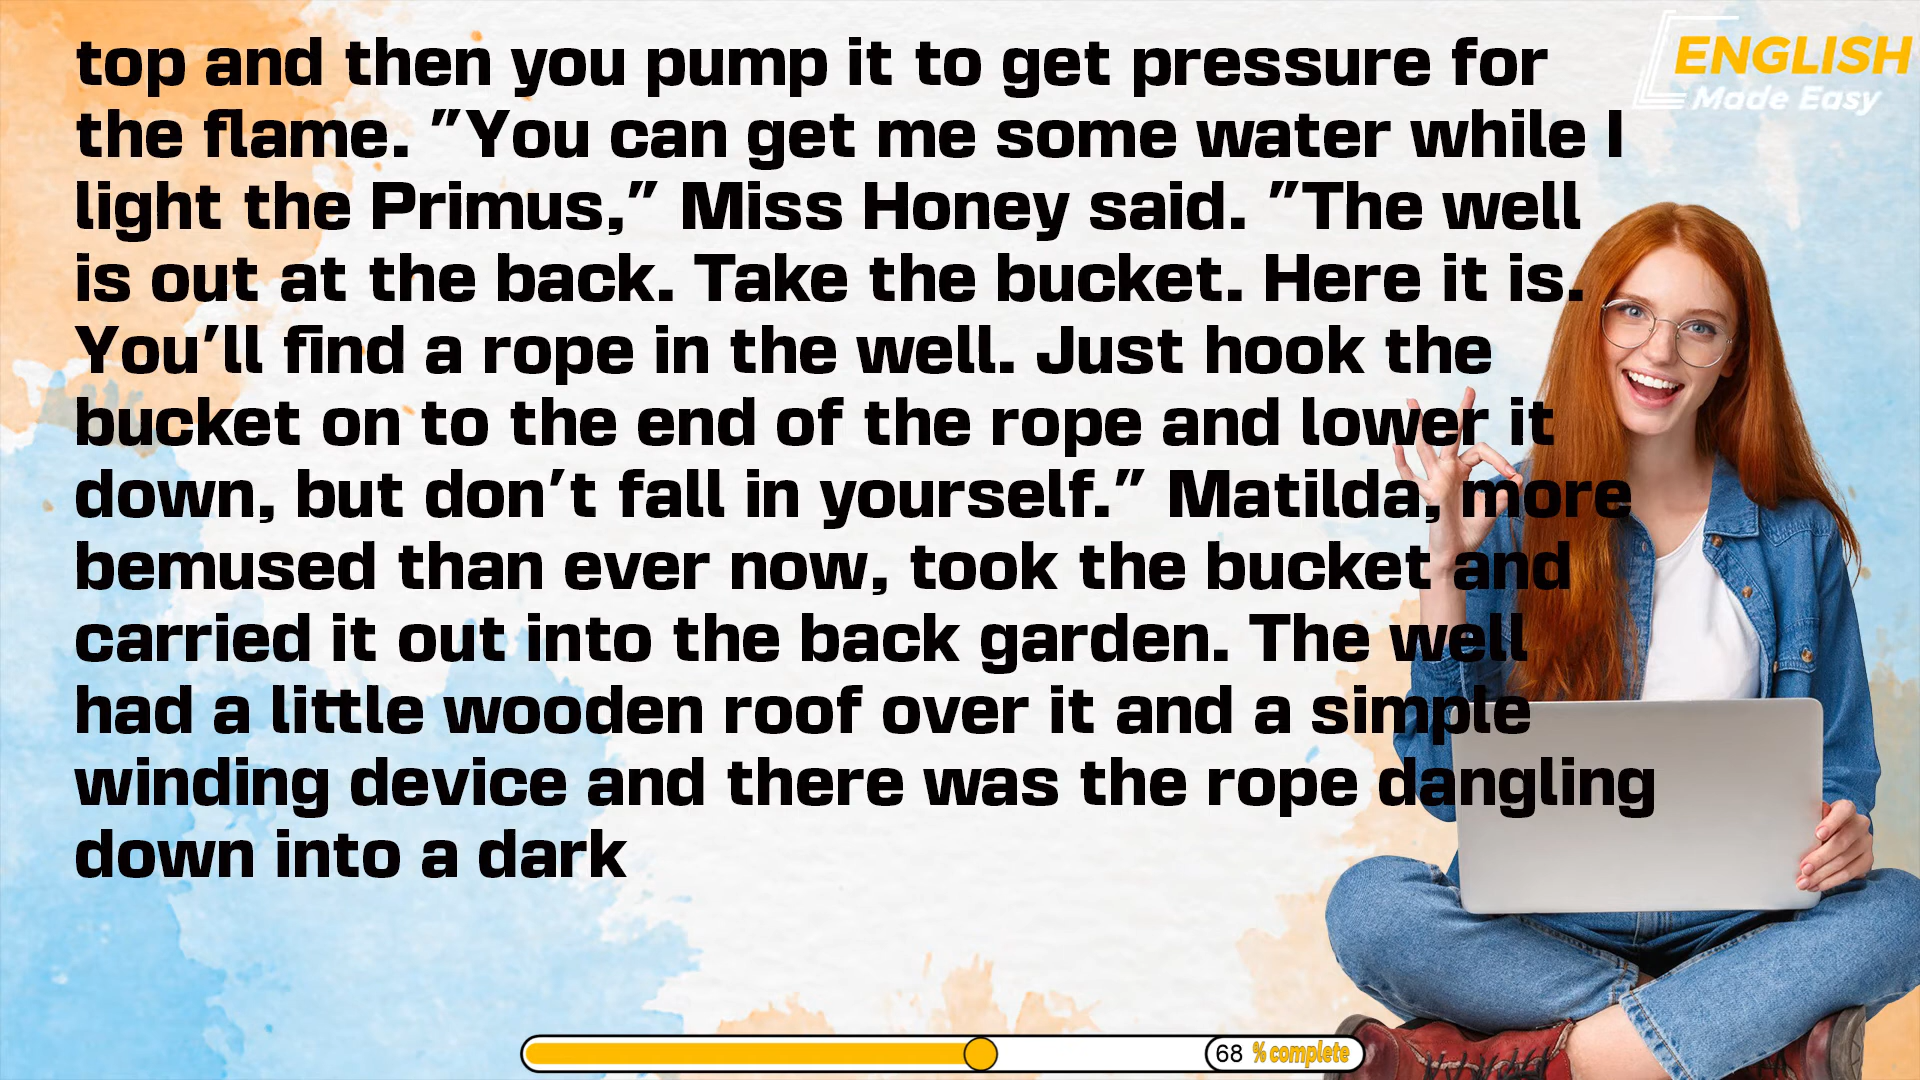 top and then you pump it to get pressure for
the flame. "You can get me some water while I
light the Primus," Miss Honey said. "The well
is out at the back. Take the bucket. Here it is.
You'll find a rope in the well. Just hook the
bucket on to the end of the rope and lower it
down, but don't fall in yourself." Matilda, more
bemused than ever now, took the bucket and
carried it out into the back garden. The well
had a little wooden roof over it and a simple
winding device and there was the rope dangling
down into a dark
ENGLISH
Made Easy
68 % complete